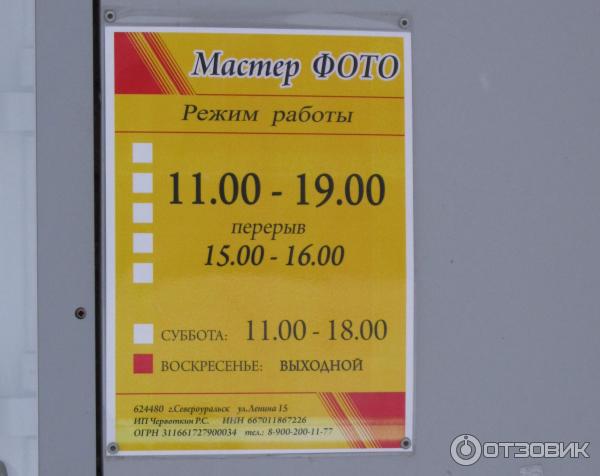 Мастер ФОТО
Режим работы
11.00 - 19.00
перерыв
15.00 - 16.00
СУББОТА: 11.00 - 18.00
ВОСКРЕСЕНЬЕ: ВЫХОДНОЙ
624480 г.Североуральск ул.Ленина 15
ИП Червоткин Р.С. ИНН 667011867226
ОГРН 311661727900034 тел.: 8-900-200-11-77
ОТЗОВИК